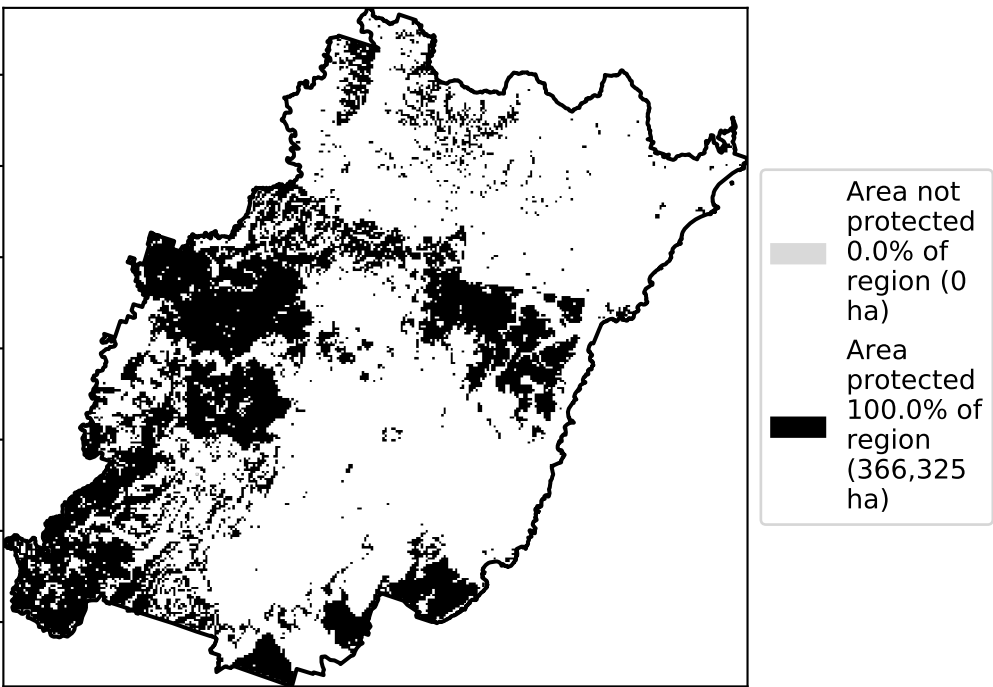 Area not
protected
0.0% of
region (0
ha)
Area
protected
100.0% of
region
(366,325
ha)